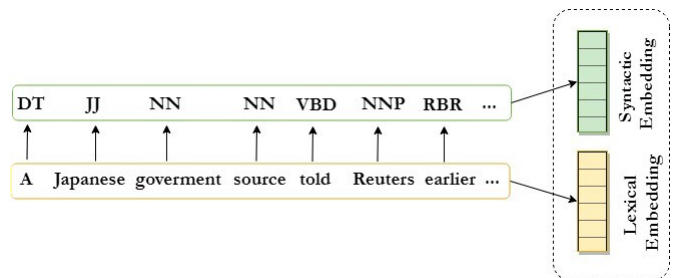 DT JJ NN NN VBD NNP RBR ...
A Japanese goverment source told Reuters earlier ...
Syntactic
Embedding
Lexical
Embedding